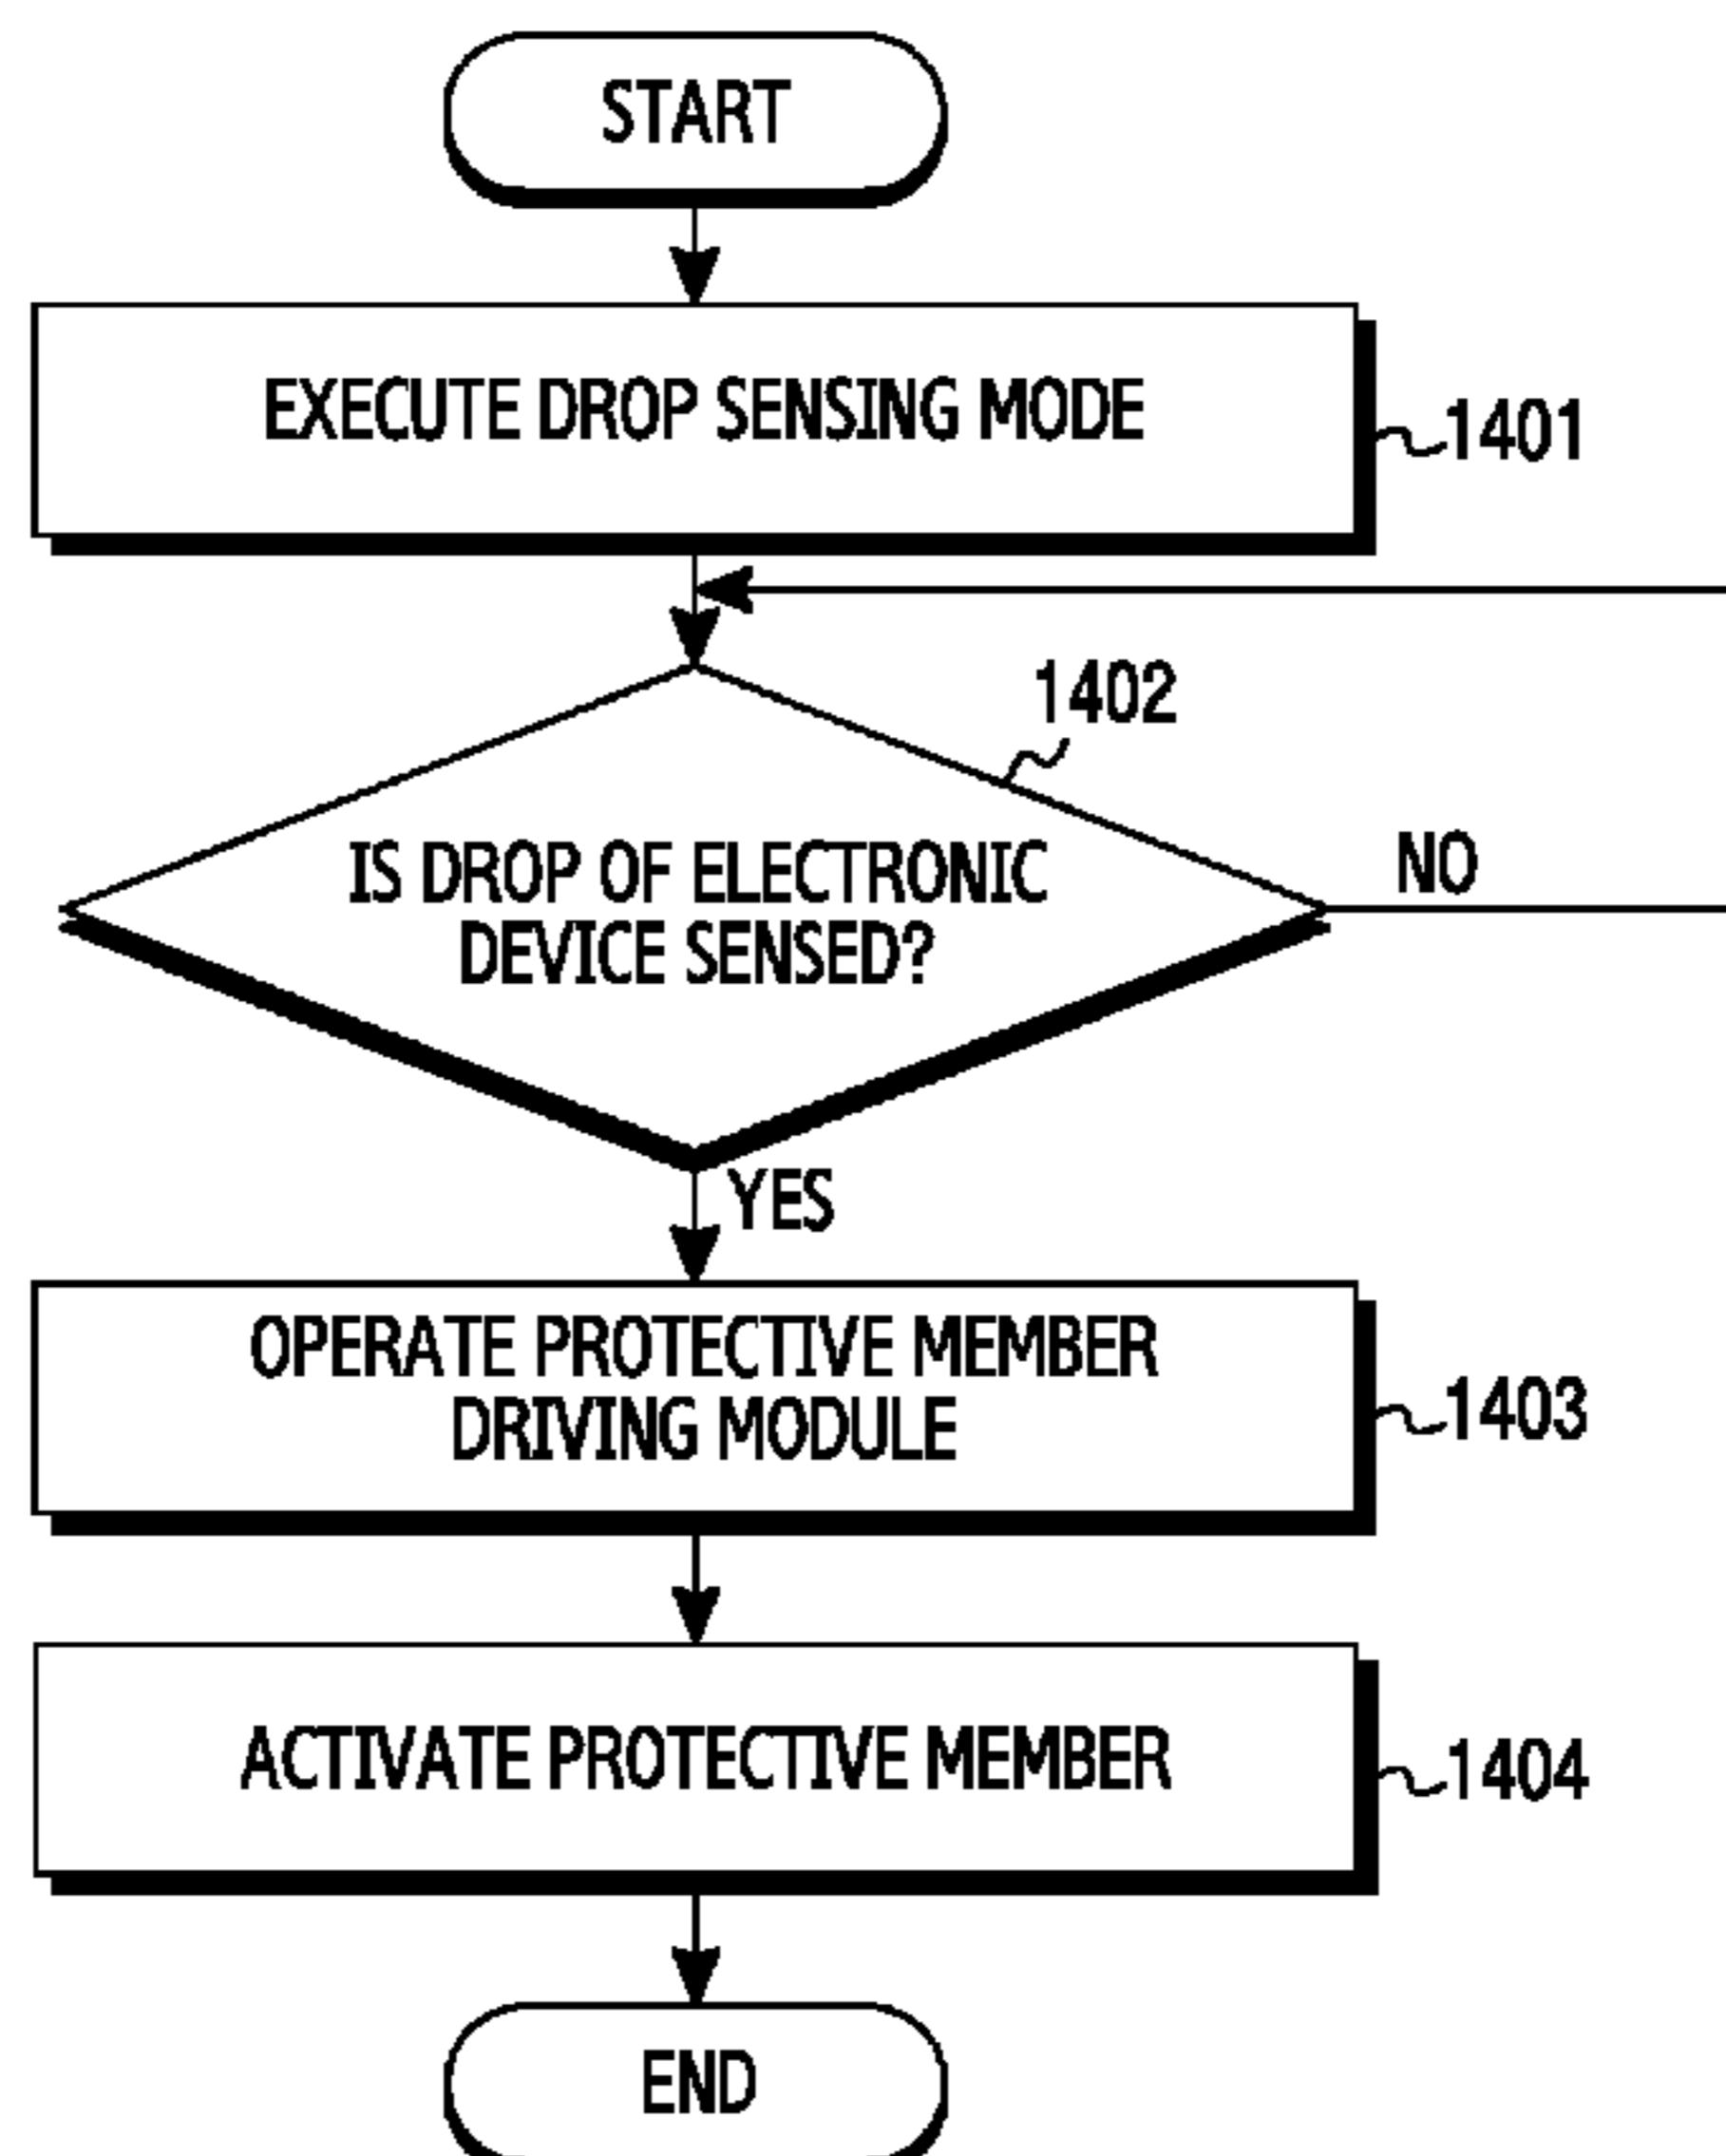 START
EXECUTE DROP SENSING MODE
1401
1402
IS DROP OF ELECTRONIC
DEVICE SENSED?
NO
YES
OPERATE PROTECTIVE MEMBER
DRIVING MODULE
1403
ACTIVATE PROTECTIVE MEMBER
1404
END